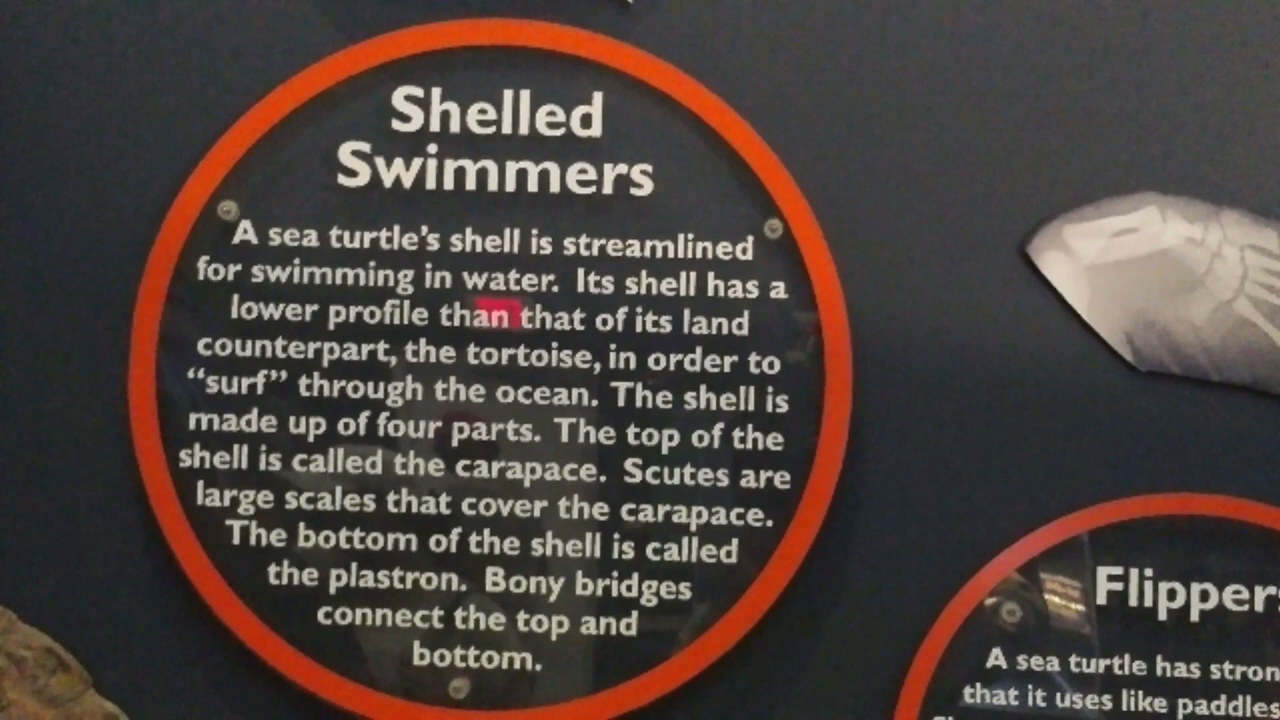 Shelled
Swimmers
A sea turtle's shell is streamlined
for swimming in water. Its shell has a
lower profile than that of its land
counterpart, the tortoise, in order to
“surf” through the ocean. The shell is
made up of four parts. The top of the
shell is called the carapace. Scutes are
large scales that cover the carapace.
The bottom of the shell is called
the plastron. Bony bridges
connect the top and
bottom.
Flippers
A sea turtle has
that it uses like paddles